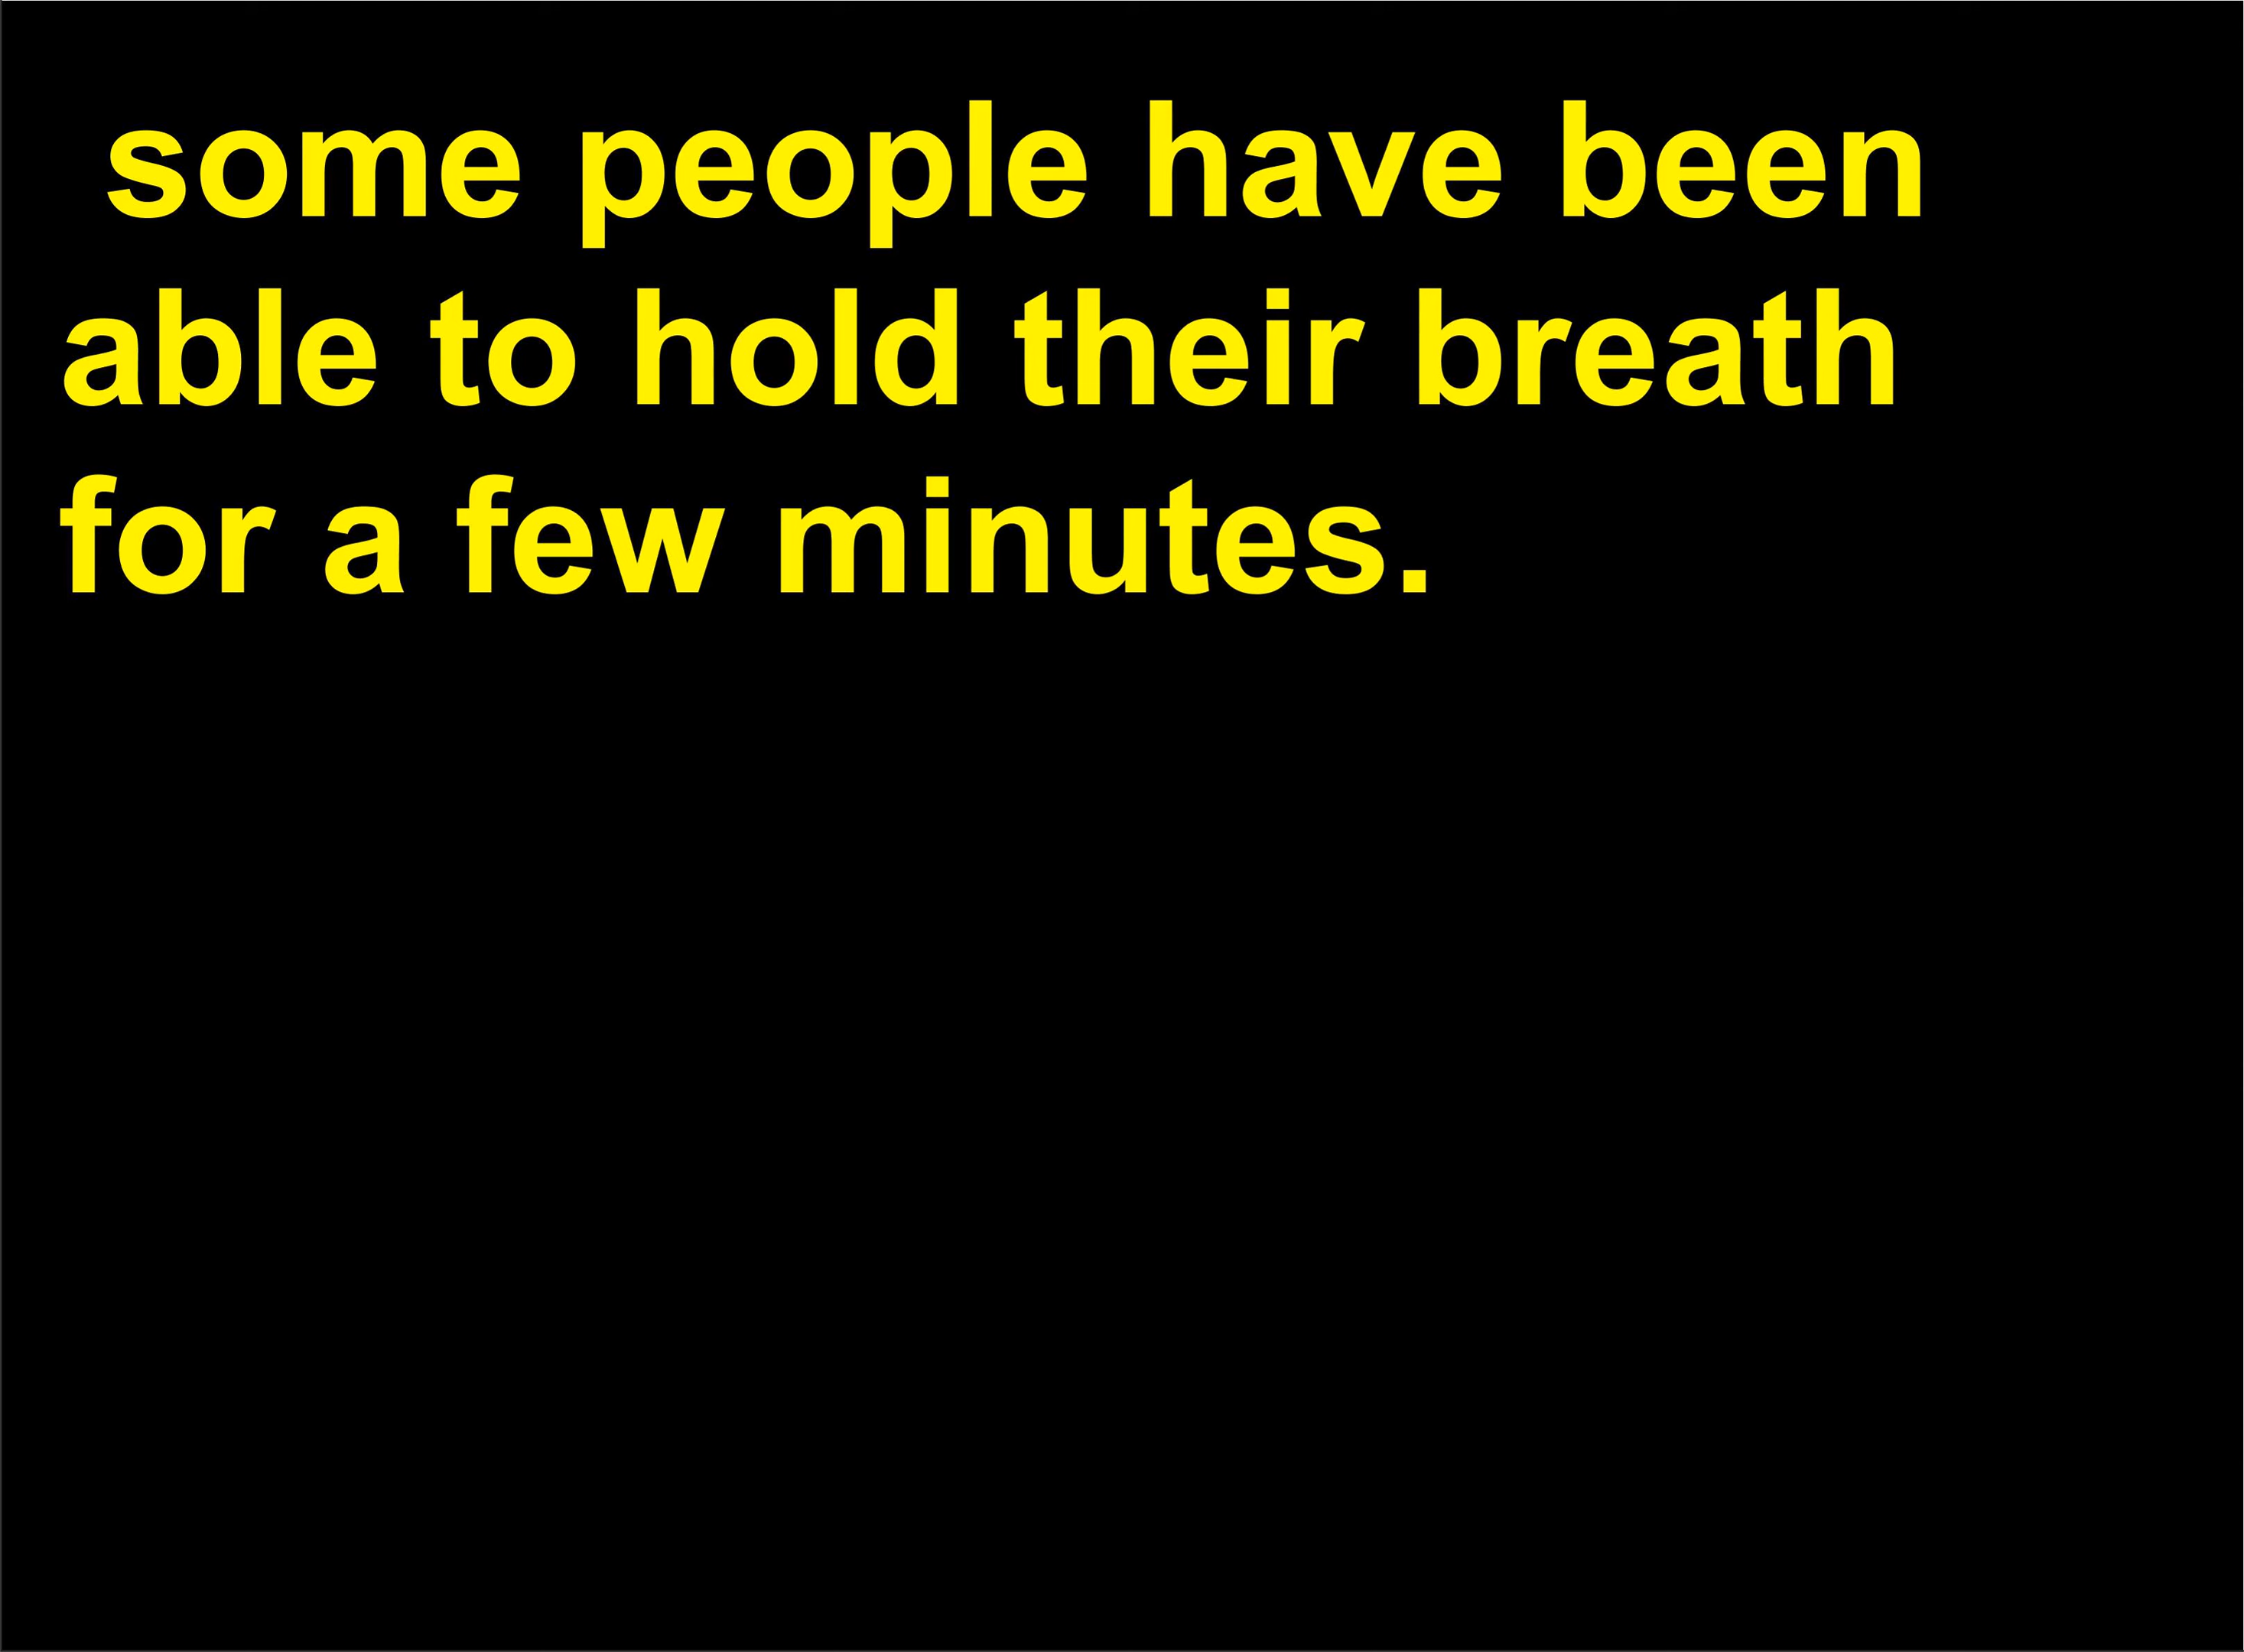 some people have been
able to hold their breath
for a few minutes.